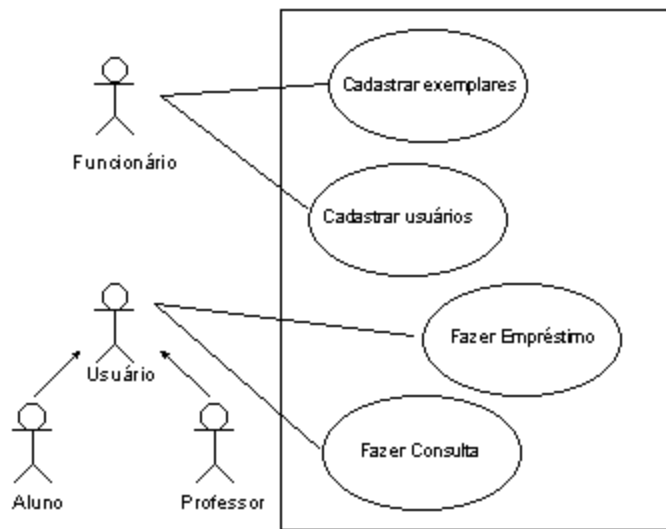 Cadastrar exemplares
Funcionário
Cadastrar usuários
Fazer Empréstimo
Usuário
Fazer Consulta
Aluno
Professor